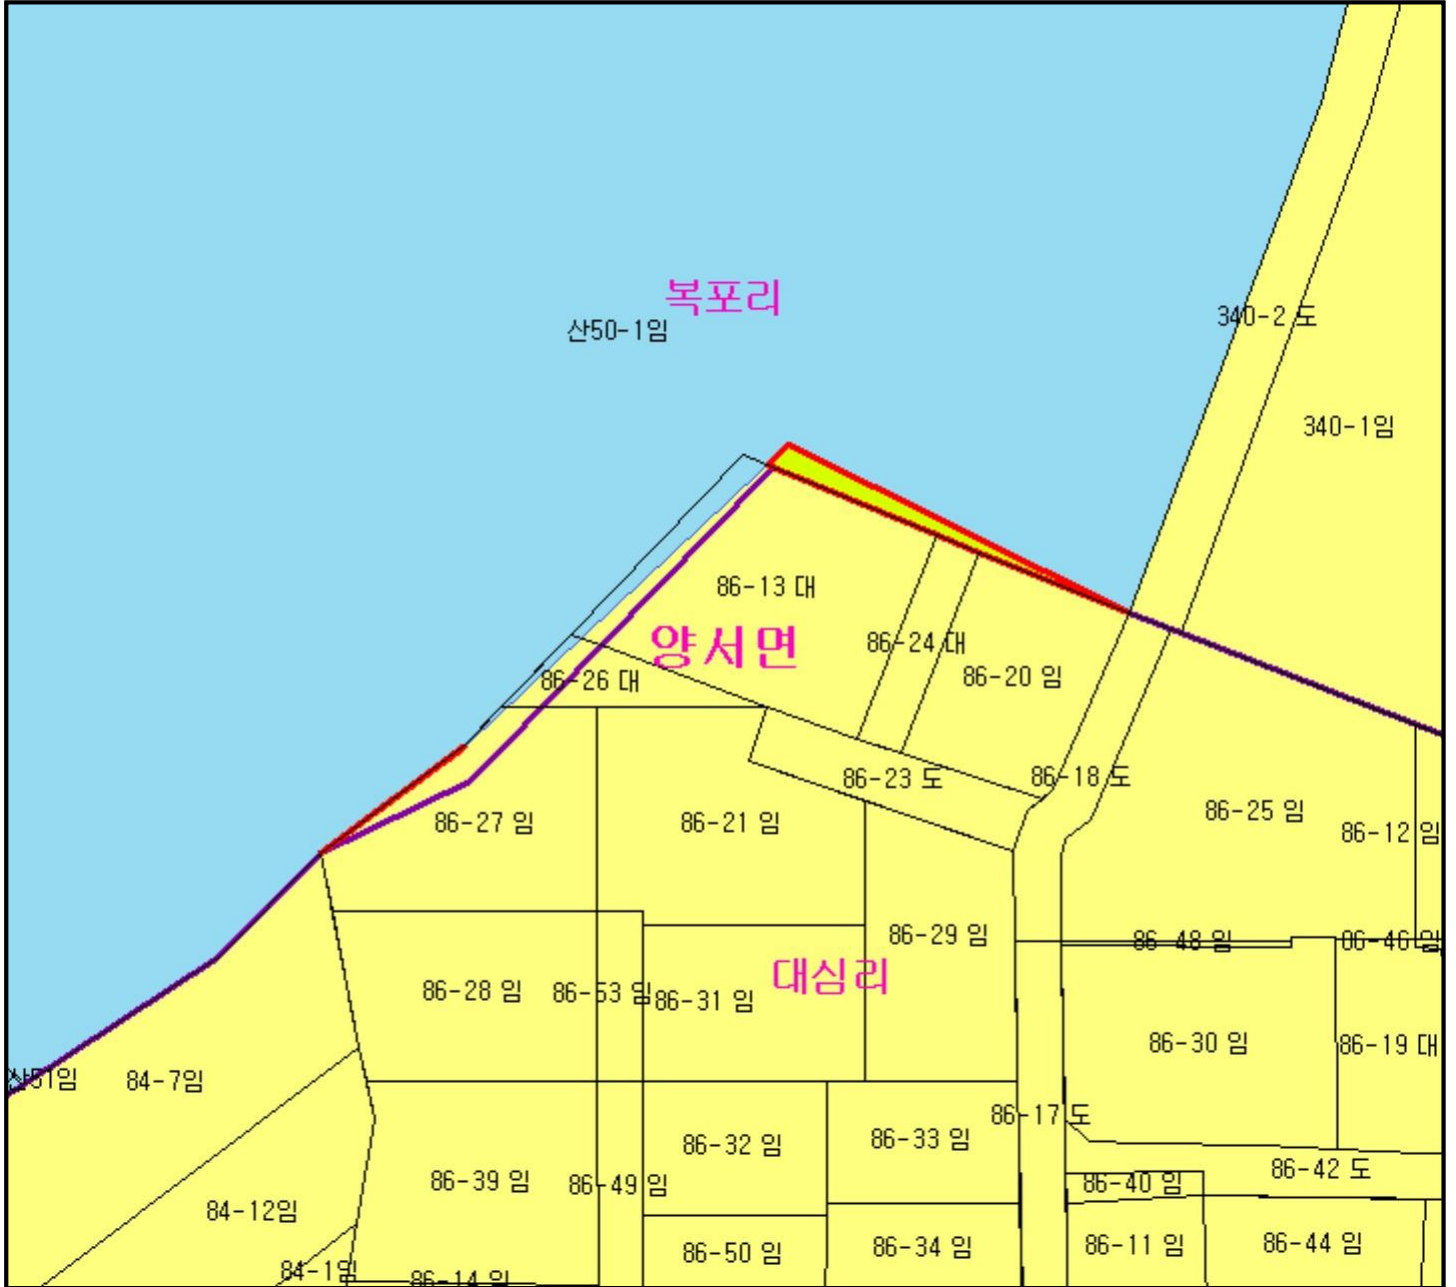 복포리
산50-1임
340-2 도
340-1임
86-13 대
양서면
86-24 대
86-20 임
86-26 대
86-23 도
86-18 도
86-25 임
86-12 임
86-27 임
86-21 임
86-29 임
86-48 임
86-46 임
대심리
86-28 임
86-53 임
86-31 임
86-30 임
86-19 대
산51임
84-7임
86-17 도
86-32 임
86-33 임
86-42 도
86-39 임
86-49 임
86-40 임
84-12임
86-50 임
86-34 임
86-11 임
86-44 임
84-1임
86-14 임